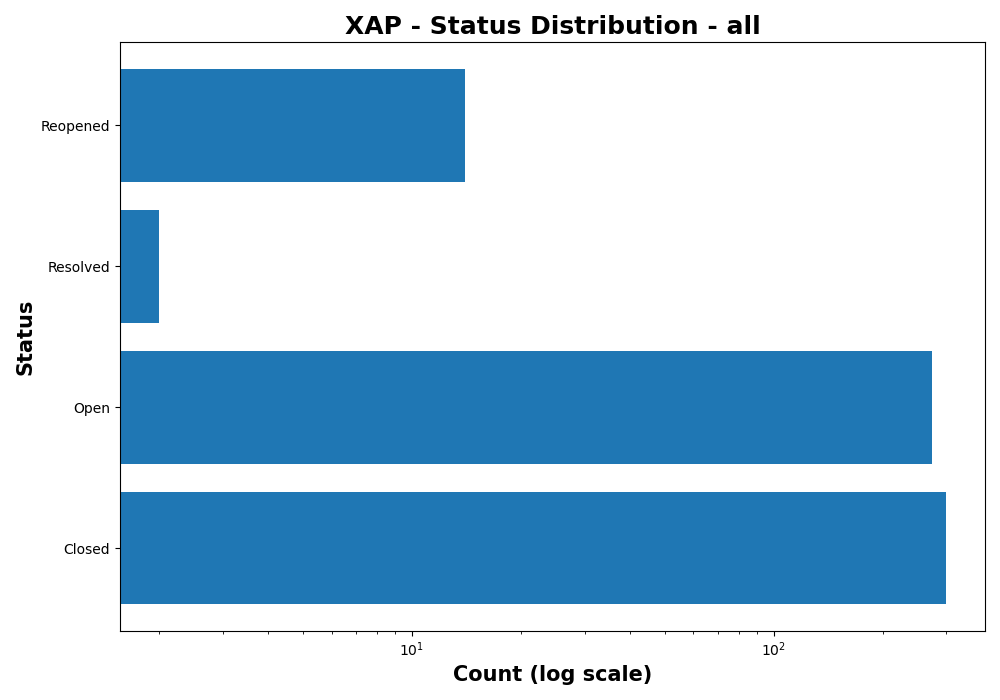 XAP - Status Distribution - all
Reopened
Resolved
Open
Closed
Status
10¹
10²
Count (log scale)